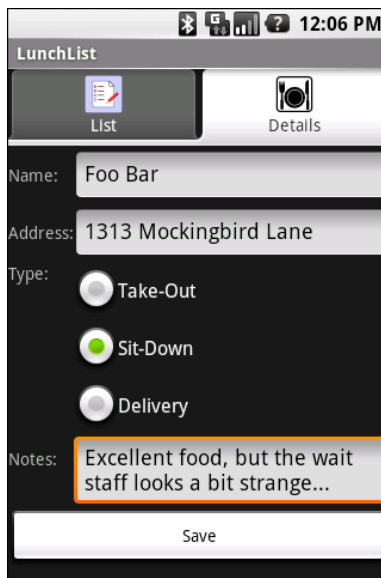 12:06 PM
LunchList
List
Details
Name:
Foo Bar
Address:
1313 Mockingbird Lane
Type:
Take-Out
Sit-Down
Delivery
Notes:
Excellent food, but the wait
staff looks a bit strange...
Save